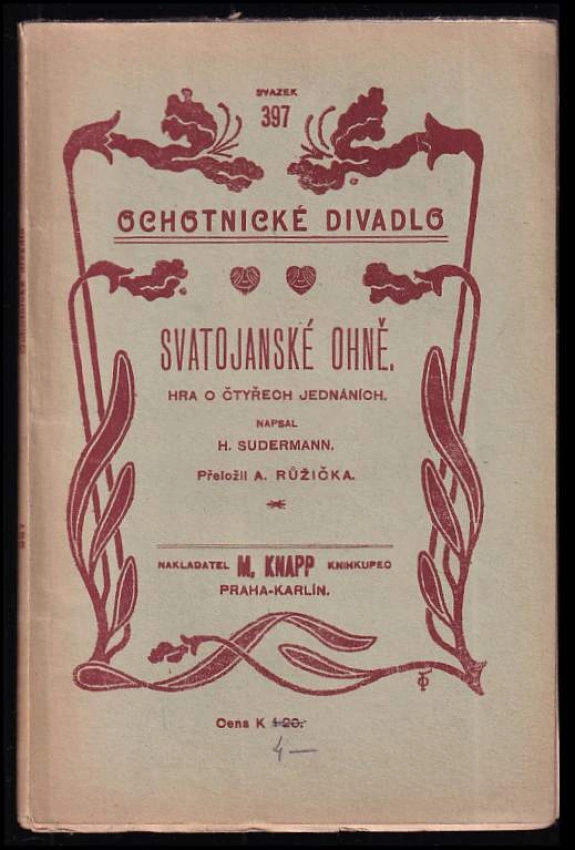 SVAZEK
397
OCHOTNICKÉ DIVADLO
SVATOJANSKÉ OHNĚ.
HRA O ČTYŘECH JEDNÁNÍCH.
NAPSAL
H. SUDERMANN.
Přeložil A. RŮŽIČKA.
NAKLADATEL M. KNAPP KNIHKUPEC
PRAHA-KARLÍN.
Cena K 1·20.
4—